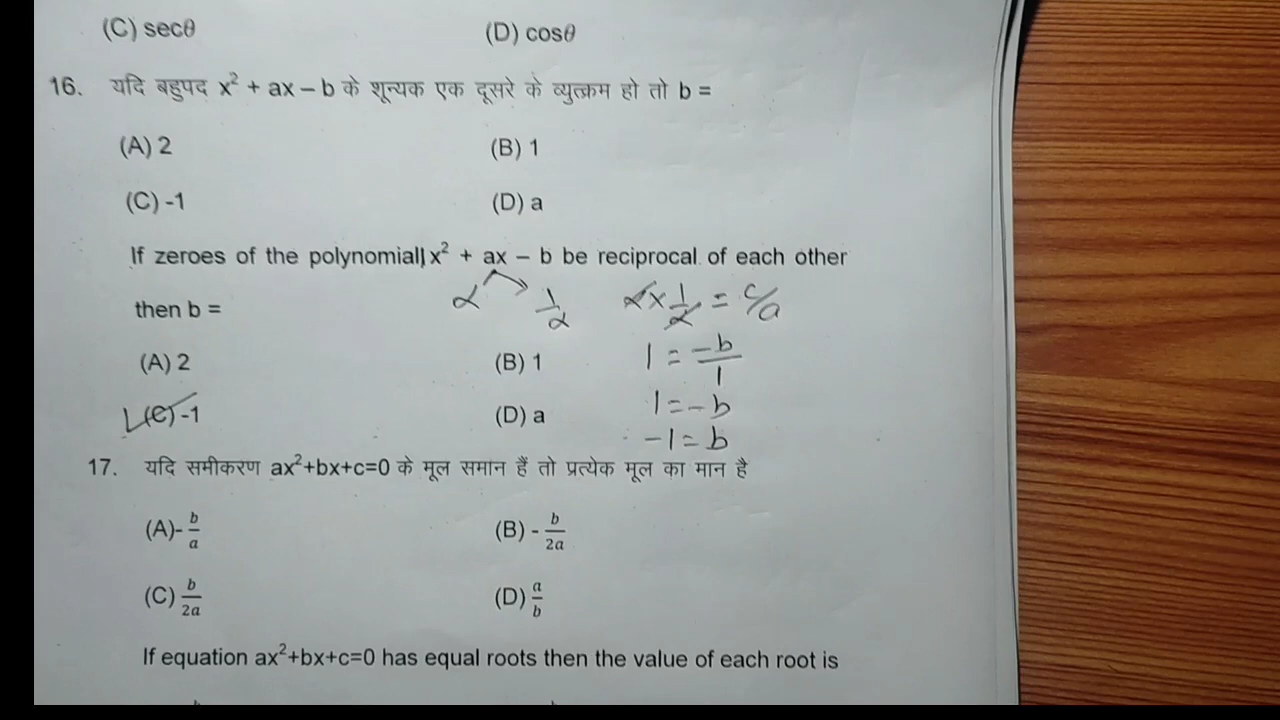 (C) secθ (D) cosθ
16. यदि बहुपद x² + ax – b के शून्यक एक दूसरे के व्युत्क्रम हो तो b =
(A) 2 (B) 1
(C) -1 (D) a
If zeroes of the polynomial x² + ax – b be reciprocal of each other
α 1/α α x 1/α = c/a
then b =
1 = -b/1
(A) 2 (B) 1
1 = -b
(C) -1 (D) a
-1 = b
17. यदि समीकरण ax²+bx+c=0 के मूल समान हैं तो प्रत्येक मूल का मान है
(A)- b/a (B) - b/2a
(C) b/2a (D) a/b
If equation ax²+bx+c=0 has equal roots then the value of each root is